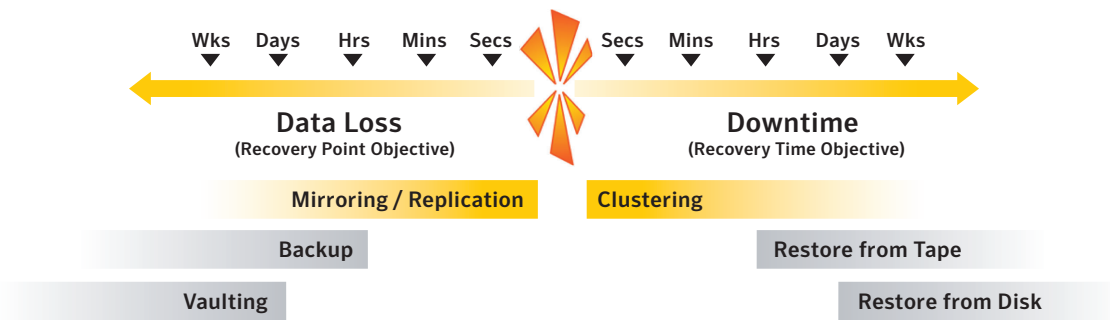 Wks Days Hrs Mins Secs Secs Mins Hrs Days Wks
Data Loss
(Recovery Point Objective)
Downtime
(Recovery Time Objective)
Mirroring / Replication
Clustering
Backup
Restore from Tape
Vaulting
Restore from Disk